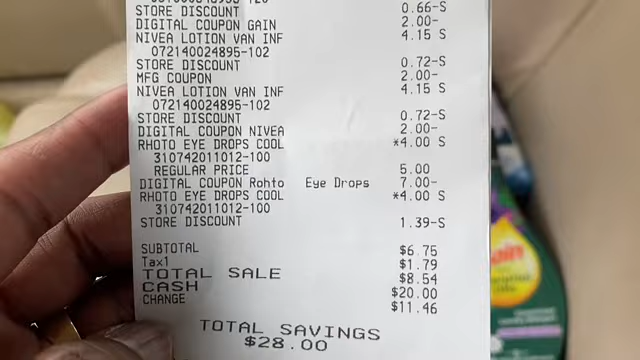 STORE DISCOUNT 0.66-S
DIGITAL COUPON GAIN 2.00-
NIVEA LOTION VAN INF 4.15 S
072140024895-102
STORE DISCOUNT 0.72-S
MFG COUPON 2.00-
NIVEA LOTION VAN INF 4.15 S
072140024895-102
STORE DISCOUNT 0.72-S
DIGITAL COUPON NIVEA 2.00-
RHOTO EYE DROPS COOL *4.00 S
310742011012-100
REGULAR PRICE 5.00
DIGITAL COUPON Rohto Eye Drops 7.00-
RHOTO EYE DROPS COOL *4.00 S
310742011012-100
STORE DISCOUNT 1.39-S
SUBTOTAL $6 75
Tax1 $1.79
TOTAL SALE $8.54
CASH $20.00
CHANGE $11.46
TOTAL SAVINGS
$28.00